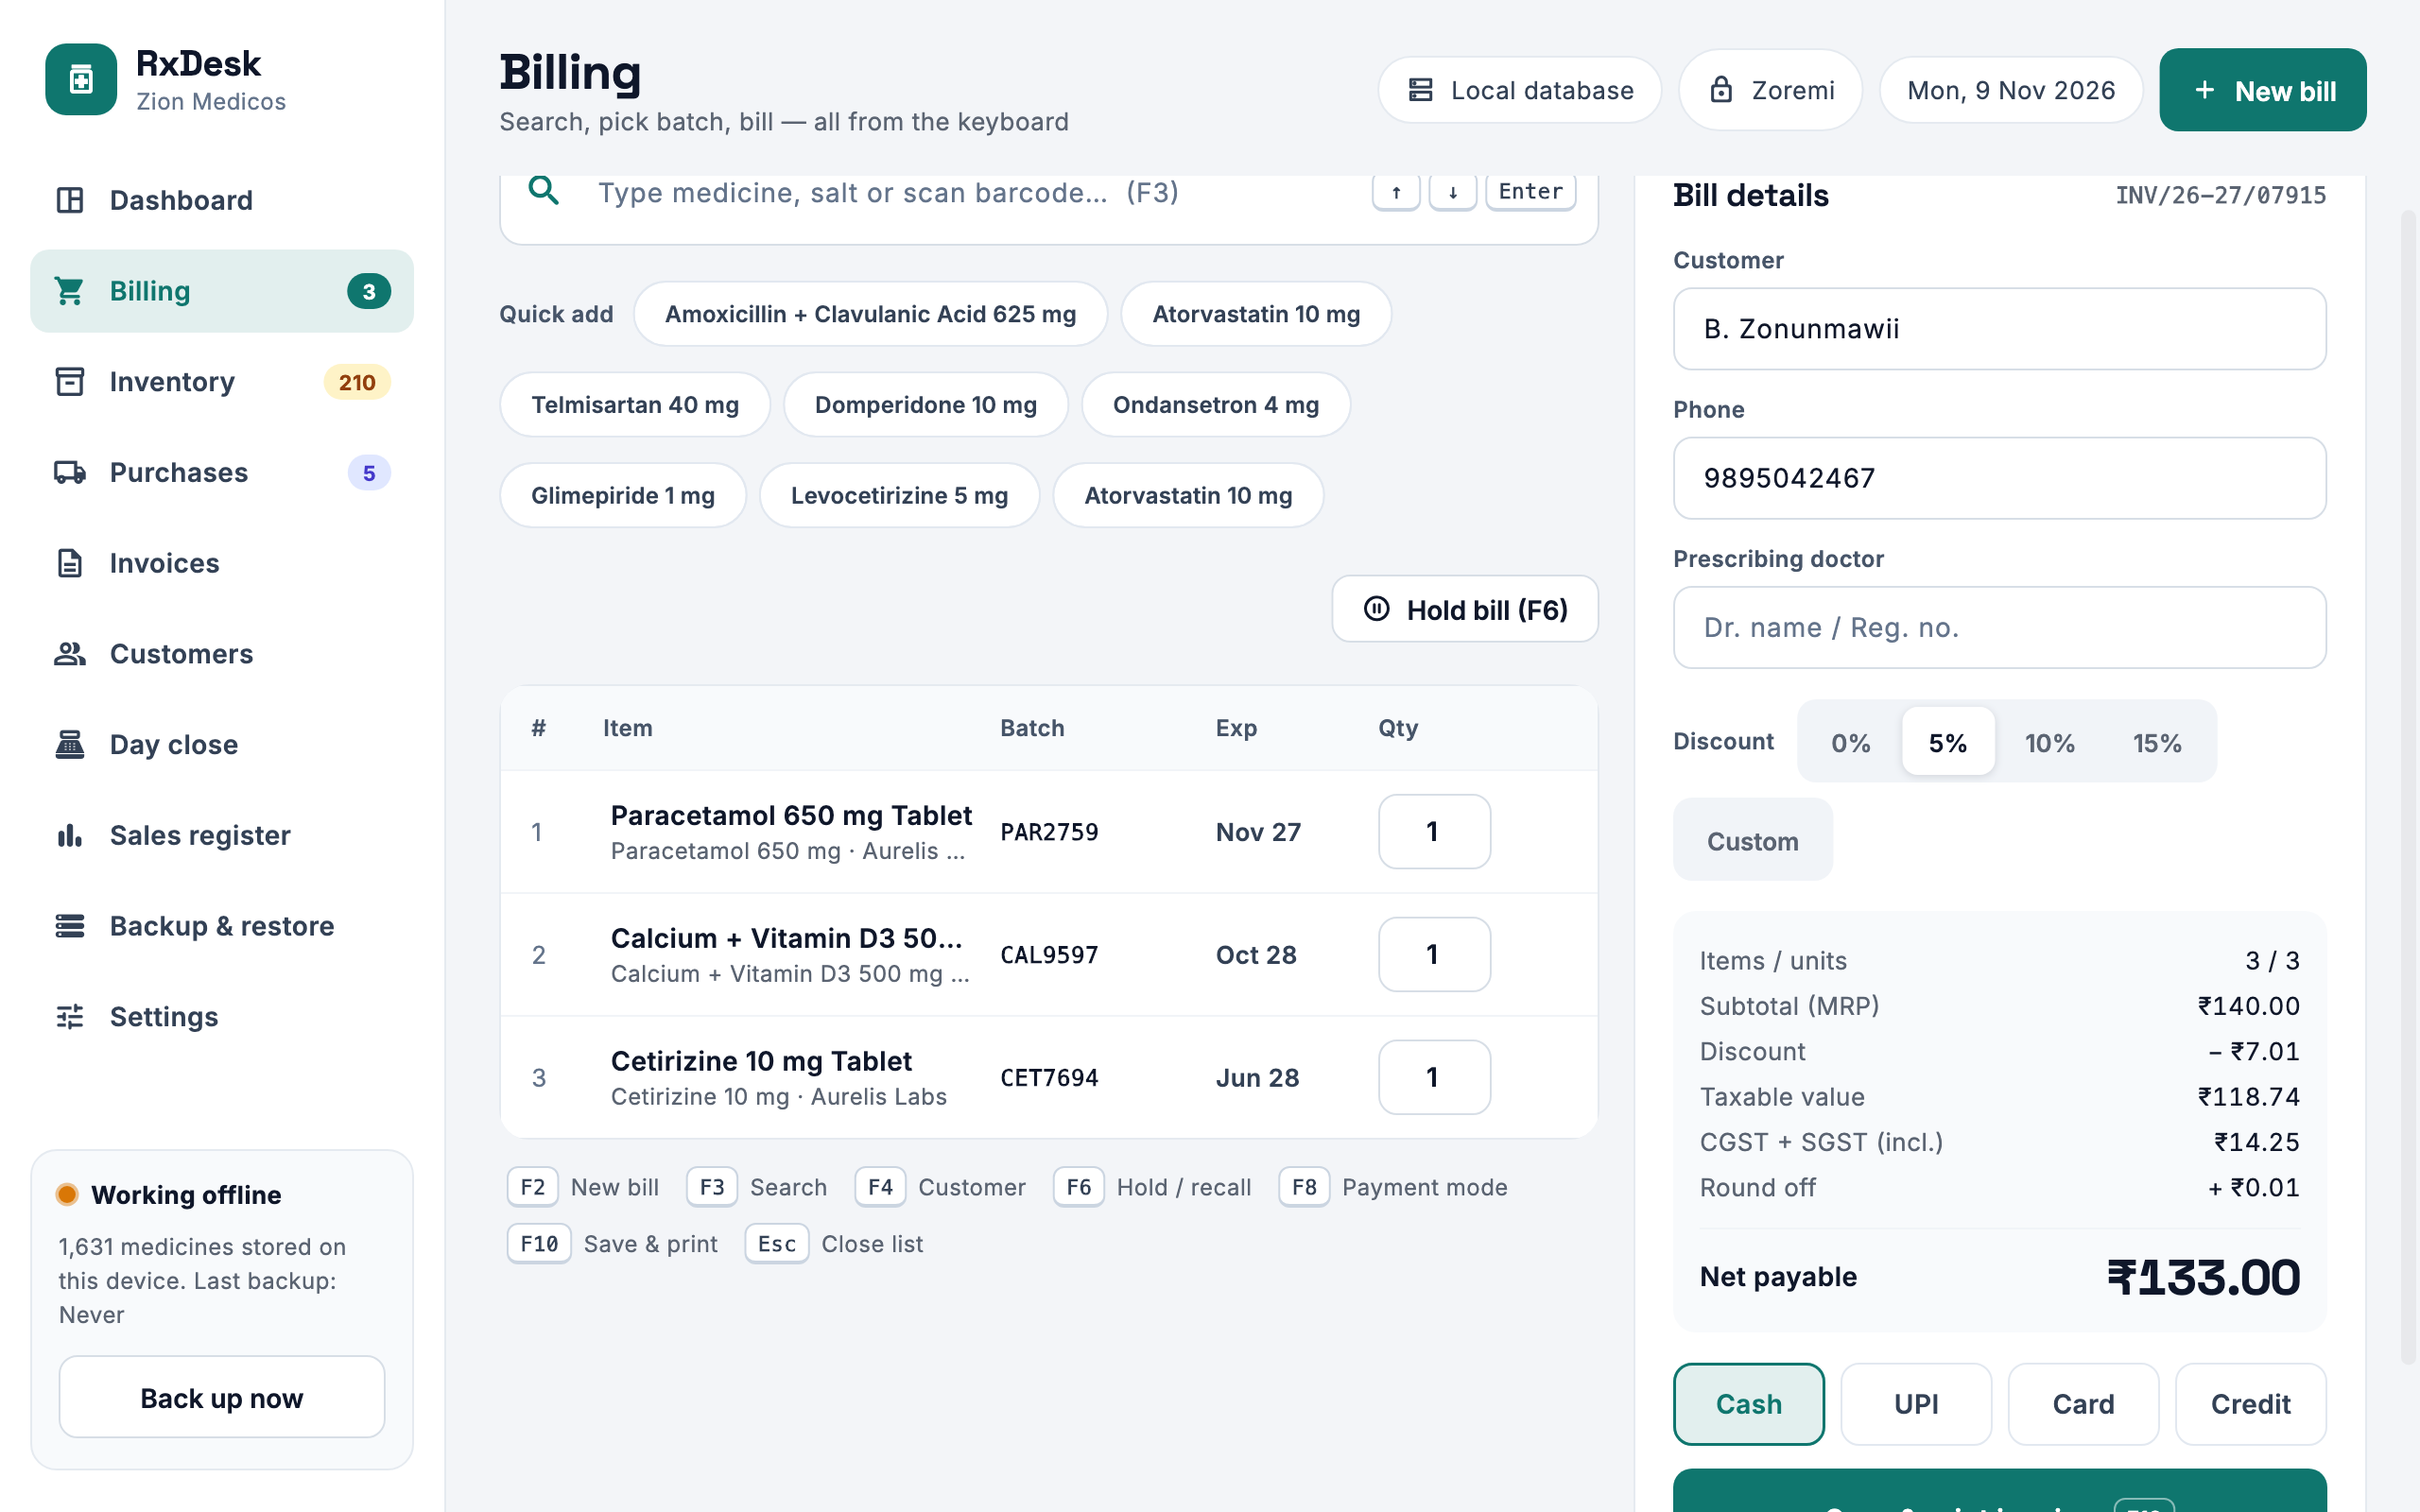 RxDesk
Zion Medicos
Dashboard
Billing 3
Inventory 210
Purchases 5
Invoices
Customers
Day close
Sales register
Backup & restore
Settings
Working offline
1,631 medicines stored on
this device. Last backup:
Never
Back up now
Billing
Search, pick batch, bill — all from the keyboard
Local database
Zoremi
Mon, 9 Nov 2026
+ New bill
Type medicine, salt or scan barcode... (F3)
↑ ↓ Enter
Quick add Amoxicillin + Clavulanic Acid 625 mg Atorvastatin 10 mg
Telmisartan 40 mg Domperidone 10 mg Ondansetron 4 mg
Glimepiride 1 mg Levocetirizine 5 mg Atorvastatin 10 mg
Hold bill (F6)
# Item Batch Exp Qty
1 Paracetamol 650 mg Tablet PAR2759 Nov 27 1
Paracetamol 650 mg · Aurelis ...
2 Calcium + Vitamin D3 50... CAL9597 Oct 28 1
Calcium + Vitamin D3 500 mg ...
3 Cetirizine 10 mg Tablet CET7694 Jun 28 1
Cetirizine 10 mg · Aurelis Labs
F2 New bill F3 Search F4 Customer F6 Hold / recall F8 Payment mode
F10 Save & print Esc Close list
Bill details INV/26-27/07915
Customer
B. Zonunmawii
Phone
9895042467
Prescribing doctor
Dr. name / Reg. no.
Discount 0% 5% 10% 15%
Custom
Items / units 3 / 3
Subtotal (MRP) ₹140.00
Discount – ₹7.01
Taxable value ₹118.74
CGST + SGST (incl.) ₹14.25
Round off + ₹0.01
Net payable ₹133.00
Cash UPI Card Credit